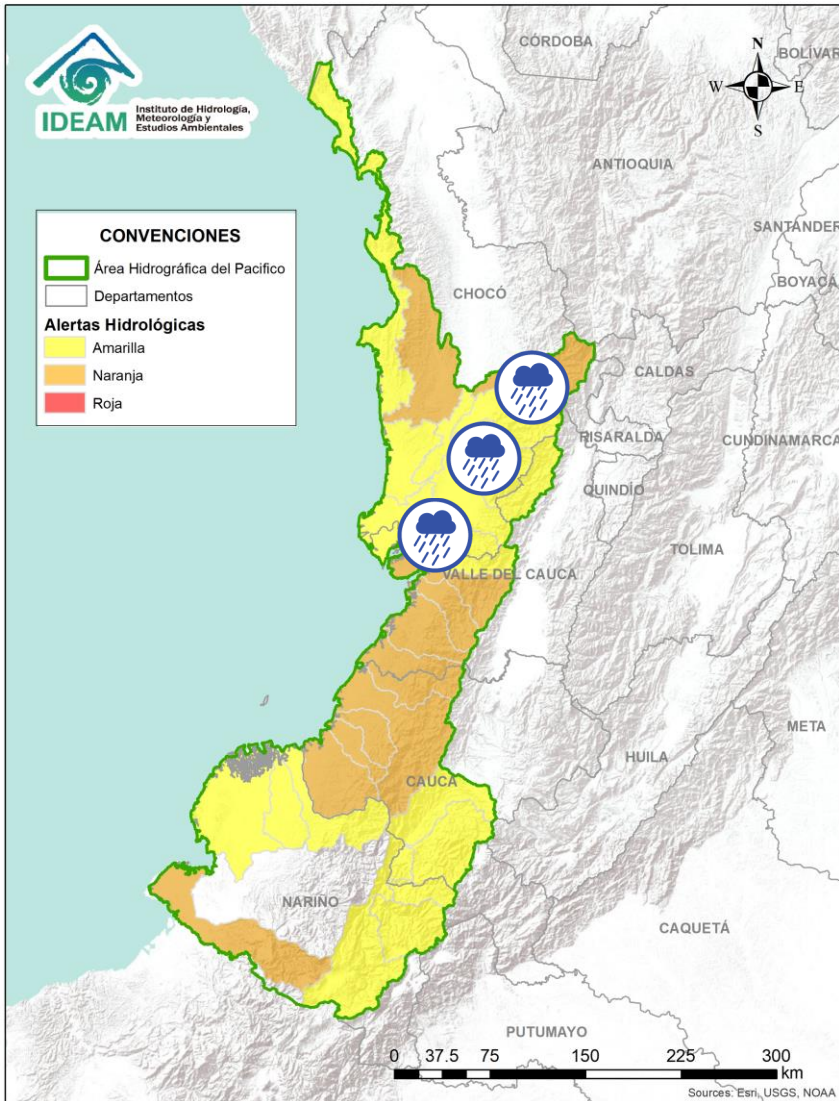 IDEAM
Instituto de Hidrología,
Meteorología y
Estudios Ambientales
CÓRDOBA
BOLÍVAR
N
W
E
S
ANTIOQUIA
SANTANDER
BOYACÁ
CONVENCIONES
Área Hidrográfica del Pacifico
Departamentos
Alertas Hidrológicas
Amarilla
Naranja
Roja
CHOCÓ
CALDAS
RISARALDA
CUNDINAMARCA
QUINDÍO
TOLIMA
VALLE DEL CAUCA
META
HUILA
CAUCA
NARIÑO
CAQUETÁ
PUTUMAYO
0 37.5 75 150 225 300
km
Sources: Esri, USGS, NOAA